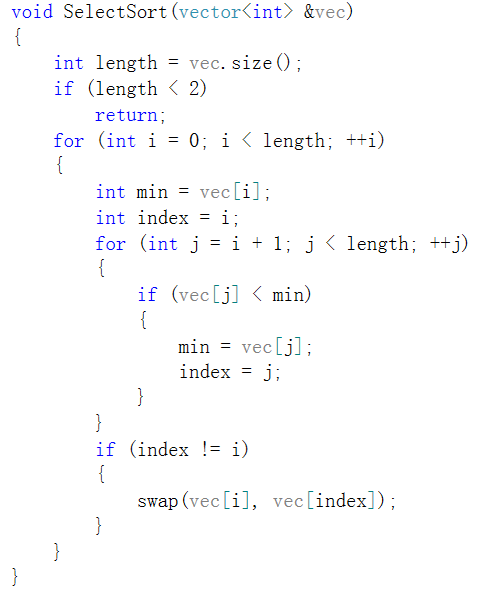 void SelectSort(vector<int> &vec)
{
    int length = vec.size();
    if (length < 2)
        return;
    for (int i = 0; i < length; ++i)
    {
        int min = vec[i];
        int index = i;
        for (int j = i + 1; j < length; ++j)
        {
            if (vec[j] < min)
            {
                min = vec[j];
                index = j;
            }
        }
        if (index != i)
        {
            swap(vec[i], vec[index]);
        }
    }
}